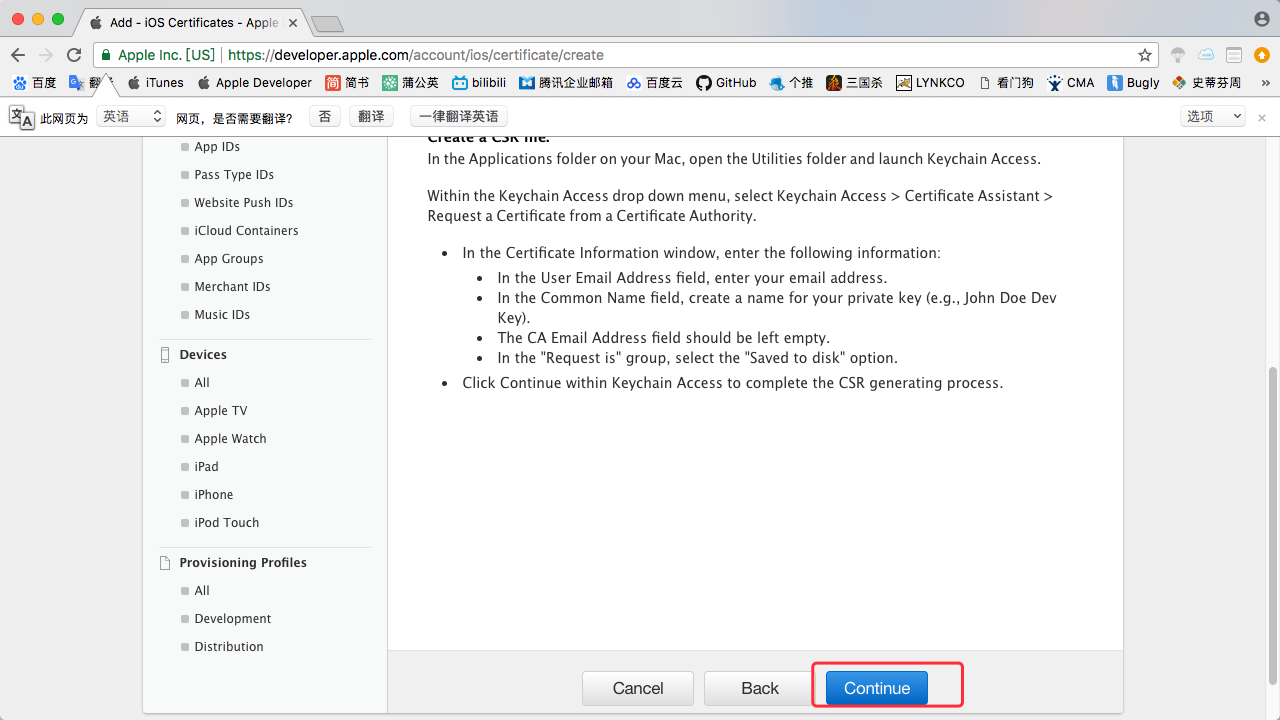 Add - iOS Certificates - Apple
Apple Inc. [US] https://developer.apple.com/account/ios/certificate/create
百度 翻 iTunes Apple Developer 简书 蒲公英 bilibili 腾讯企业邮箱 百度云 GitHub 个推 三国杀 LYNKCO 看门狗 CMA Bugly 史蒂芬周 »
此网页为 英语 网页，是否需要翻译？ 否 翻译 一律翻译英语 选项 ×
App IDs
Pass Type IDs
Website Push IDs
iCloud Containers
App Groups
Merchant IDs
Music IDs
Devices
All
Apple TV
Apple Watch
iPad
iPhone
iPod Touch
Provisioning Profiles
All
Development
Distribution
Create a CSR file.
In the Applications folder on your Mac, open the Utilities folder and launch Keychain Access.
Within the Keychain Access drop down menu, select Keychain Access > Certificate Assistant >
Request a Certificate from a Certificate Authority.
• In the Certificate Information window, enter the following information:
• In the User Email Address field, enter your email address.
• In the Common Name field, create a name for your private key (e.g., John Doe Dev
Key).
• The CA Email Address field should be left empty.
• In the "Request is" group, select the "Saved to disk" option.
• Click Continue within Keychain Access to complete the CSR generating process.
Cancel Back Continue